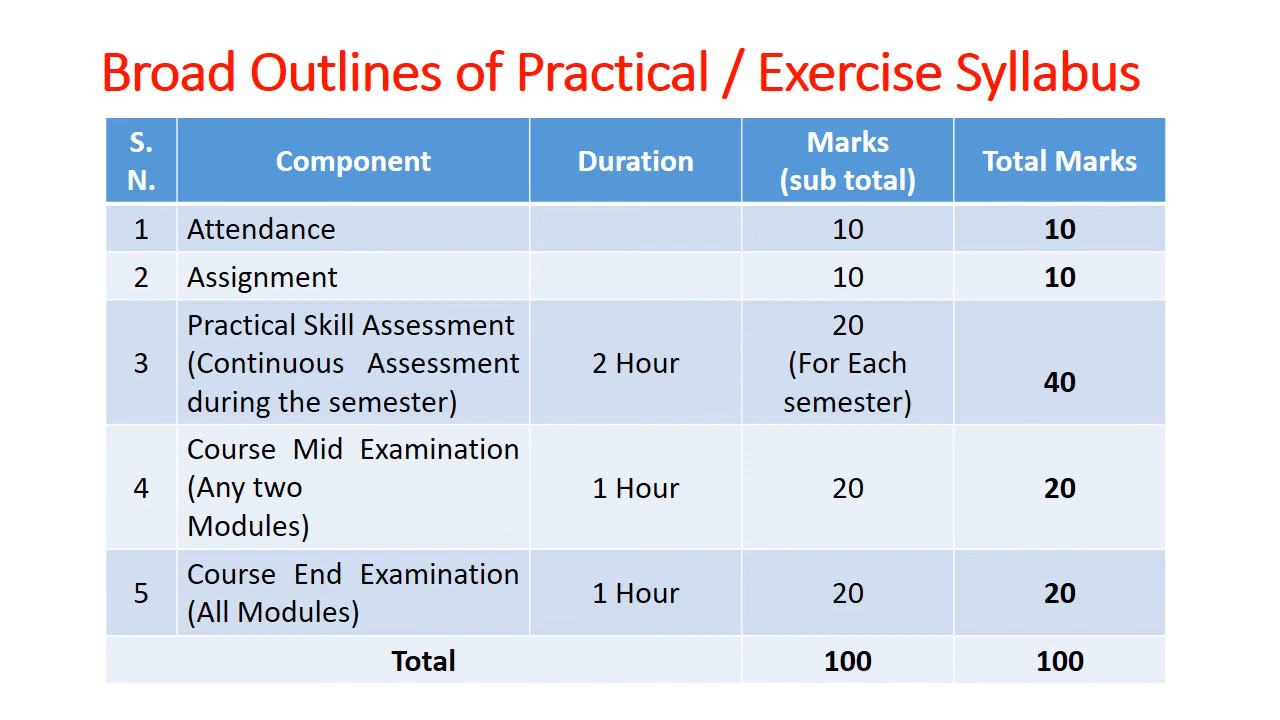 Broad Outlines of Practical / Exercise Syllabus
S. N. Component Duration Marks (sub total) Total Marks
1 Attendance 10 10
2 Assignment 10 10
3 Practical Skill Assessment (Continuous Assessment during the semester) 2 Hour 20 (For Each semester) 40
4 Course Mid Examination (Any two Modules) 1 Hour 20 20
5 Course End Examination (All Modules) 1 Hour 20 20
Total 100 100